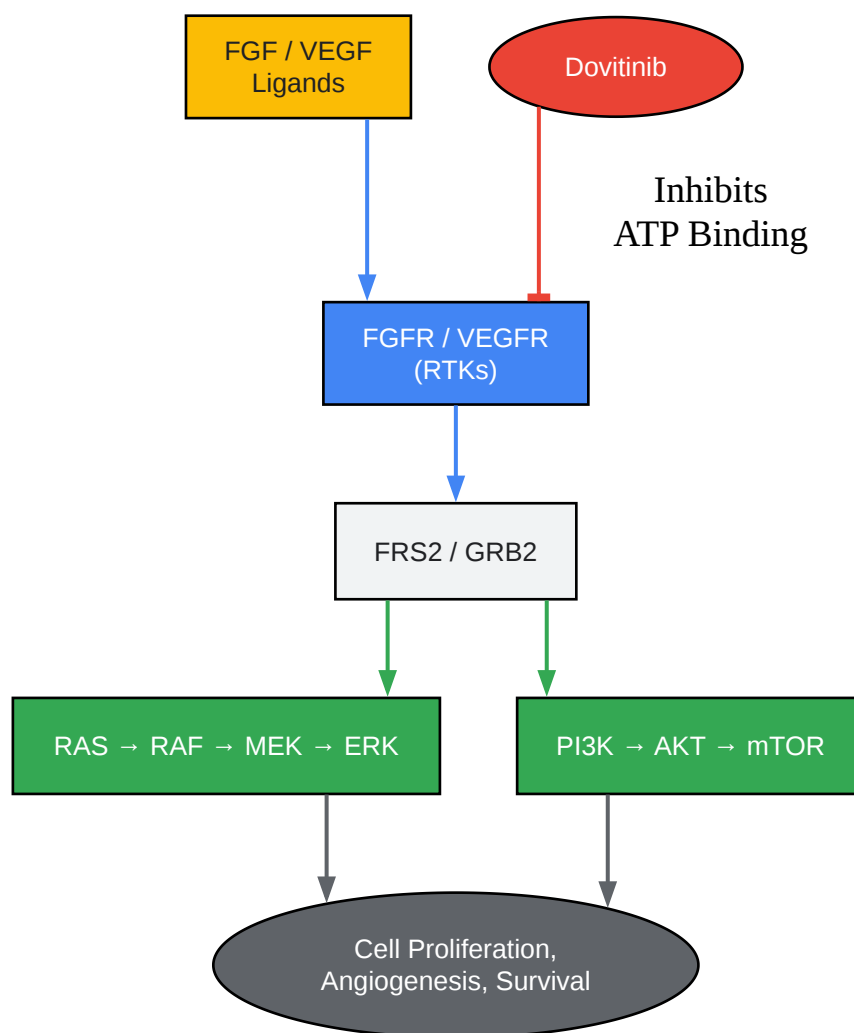 FGF / VEGF
Ligands
Dovitinib
Inhibits
ATP Binding
FGFR / VEGFR
(RTKs)
FRS2 / GRB2
RAS → RAF → MEK → ERK
PI3K → AKT → mTOR
Cell Proliferation,
Angiogenesis, Survival